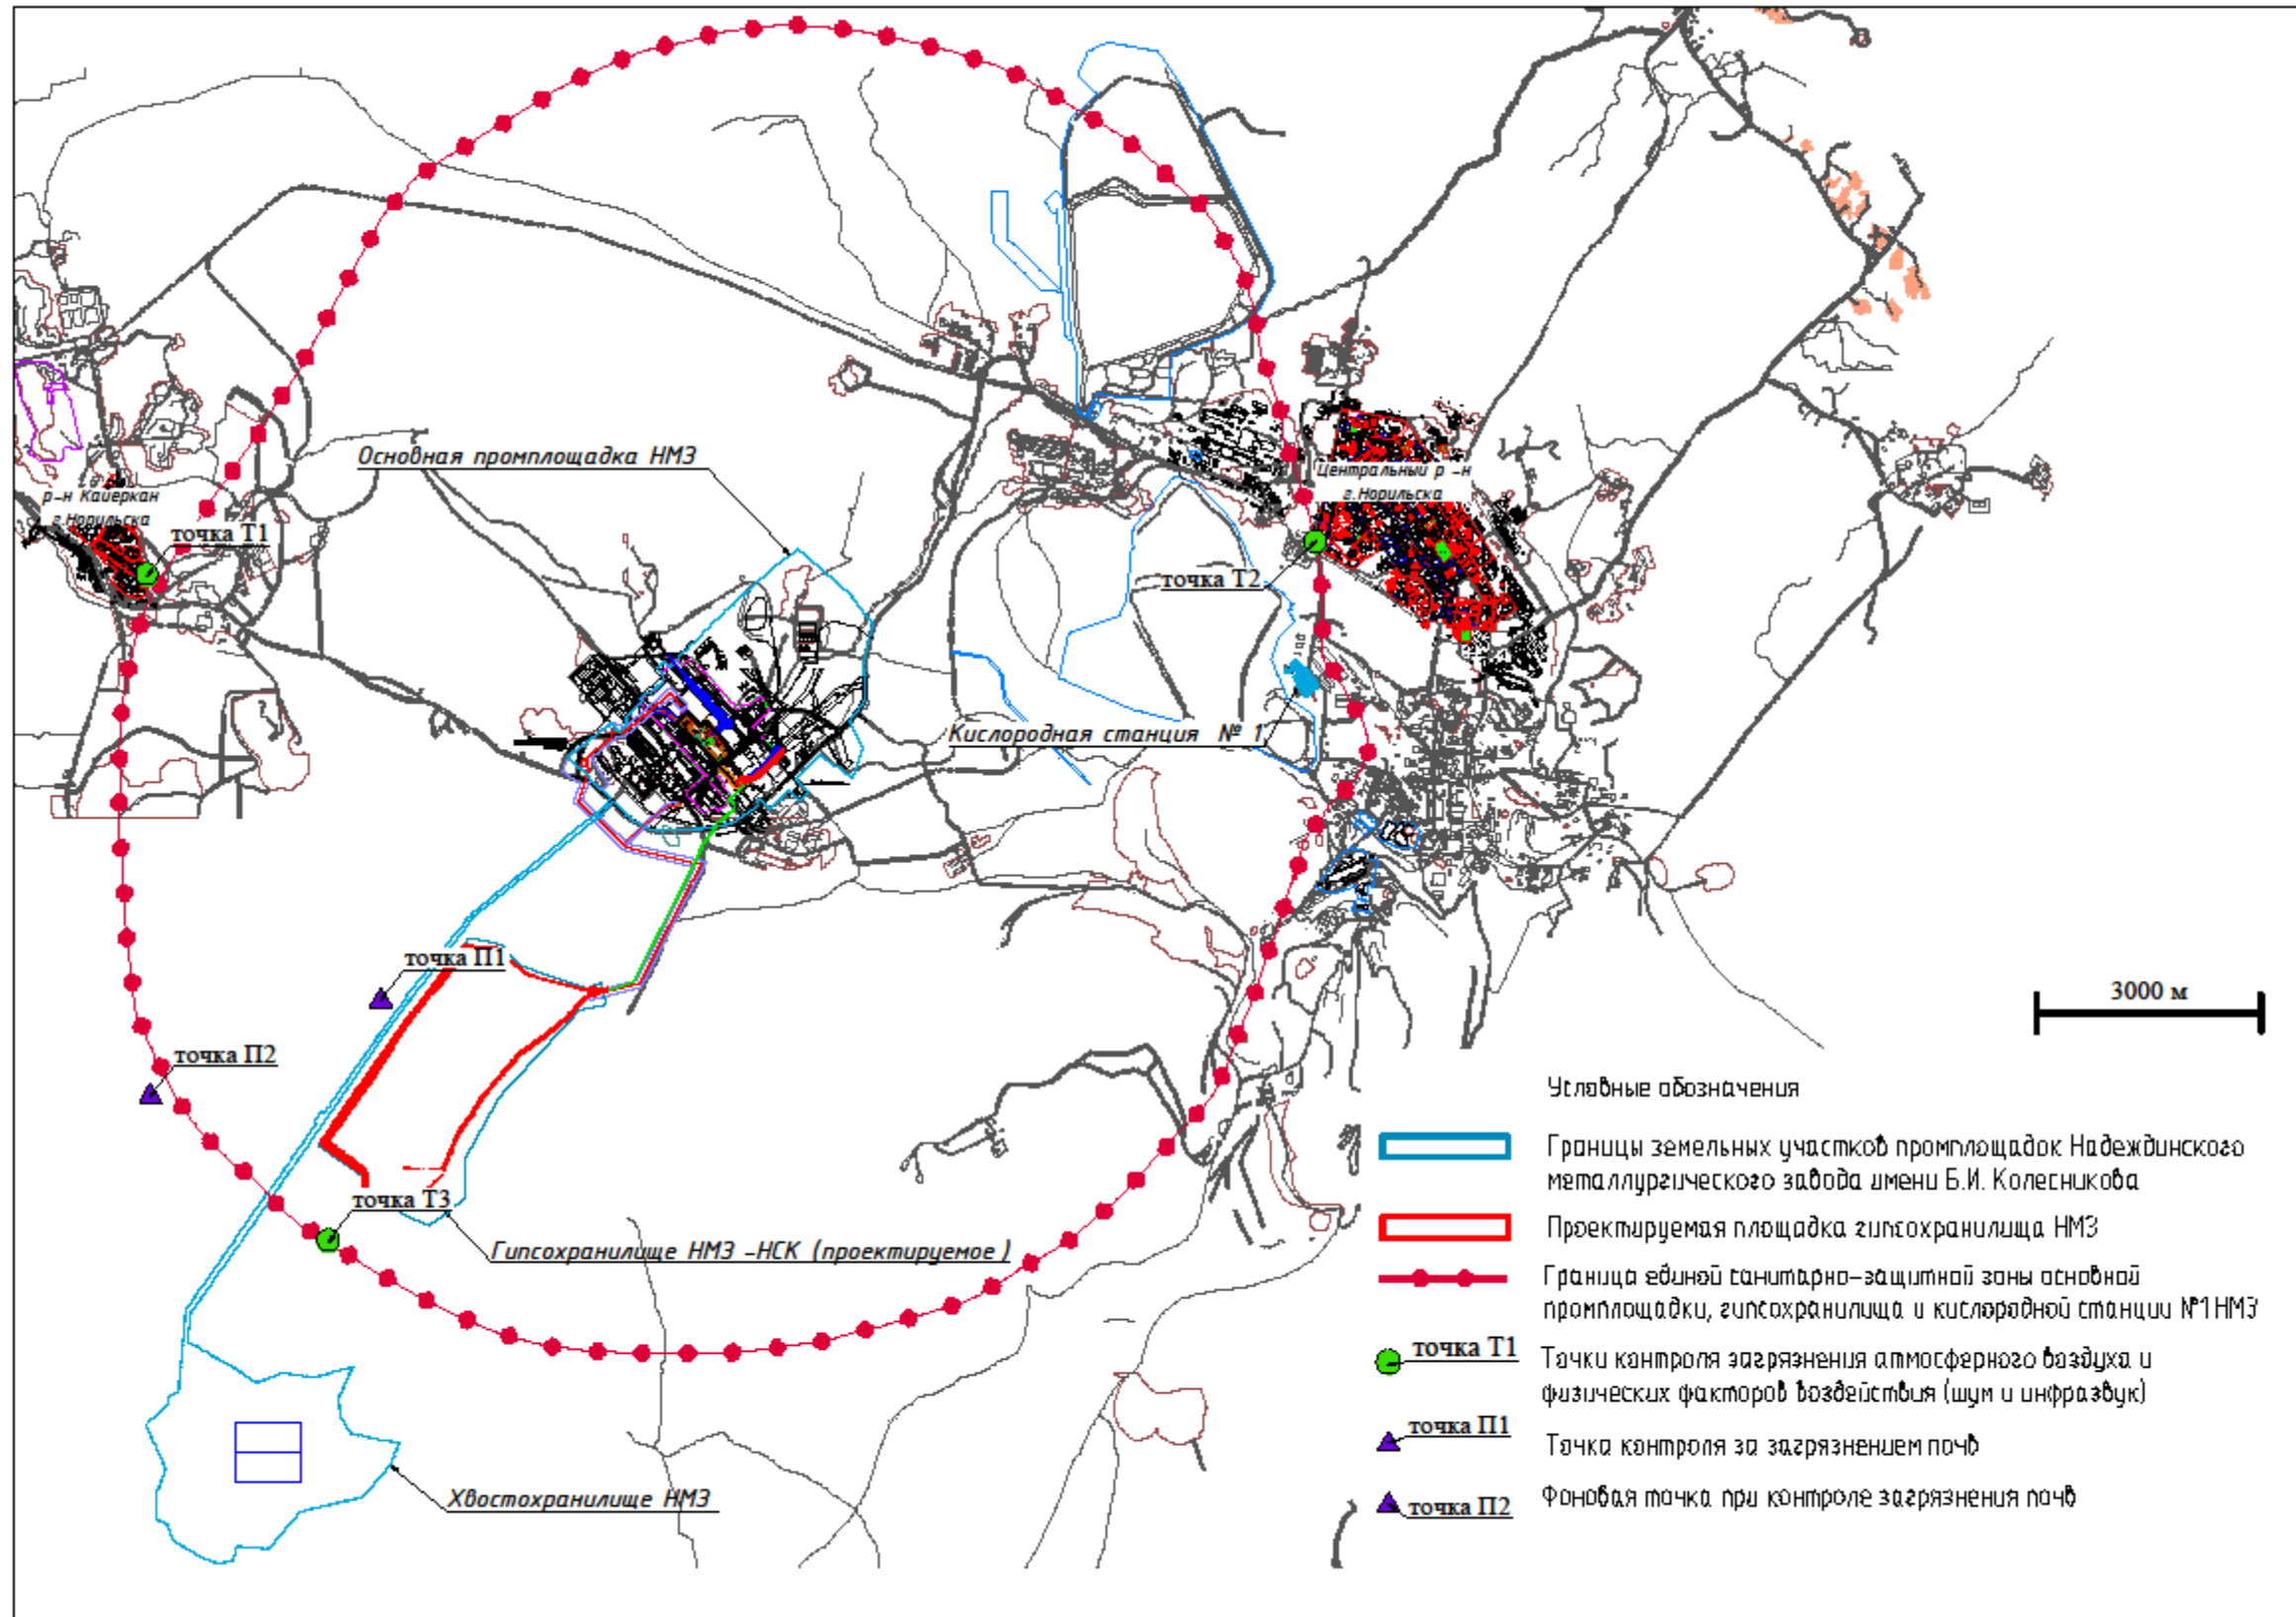 Основная промплощадка НМЗ
Центральный р-н
г.Норильска
р-н Кайеркан
г.Норильска
точка Т1
точка Т2
Кислородная станция № 1
точка П1
3000 м
точка П2
точка Т3
Гипсохранилище НМЗ-НСК (проектируемое)
Хвостохранилище НМЗ
Условные обозначения
Границы земельных участков промплощадок Надеждинского
металлургического завода имени Б.И. Колесникова
Проектируемая площадка гипсохранилища НМЗ
Граница единой санитарно-защитной зоны основной
промплощадки, гипсохранилища и кислородной станции №1 НМЗ
точка Т1
Точки контроля загрязнения атмосферного воздуха и
физических факторов воздействия (шум и инфразвук)
точка П1
Точка контроля за загрязнением почв
точка П2
Фоновая точка при контроле загрязнения почв